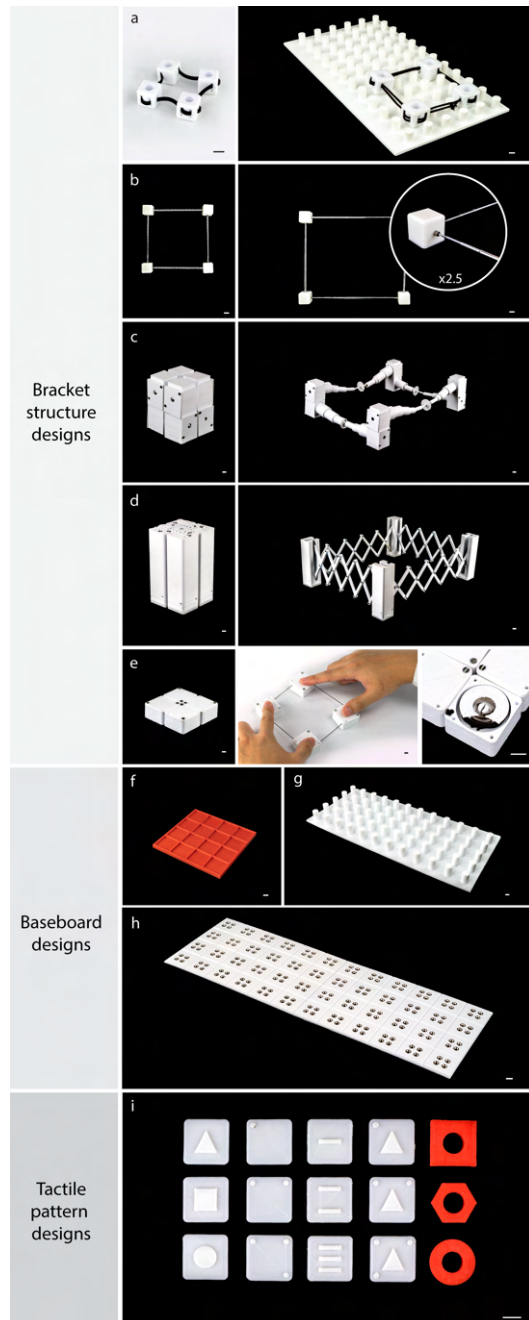 a
b
x2.5
c
Bracket
structure
designs
d
e
f
g
Baseboard
designs
h
i
Tactile
pattern
designs